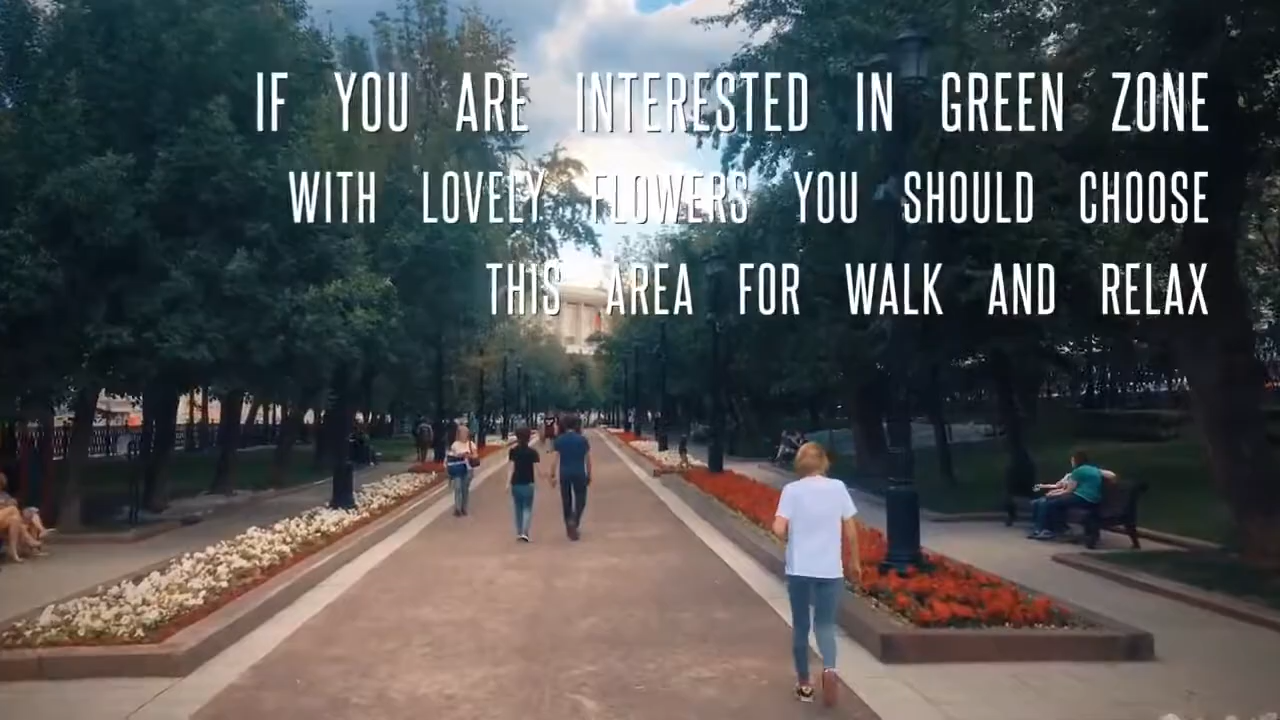 IF YOU ARE INTERESTED IN GREEN ZONE
WITH LOVELY FLOWERS YOU SHOULD CHOOSE
THIS AREA FOR WALK AND RELAX